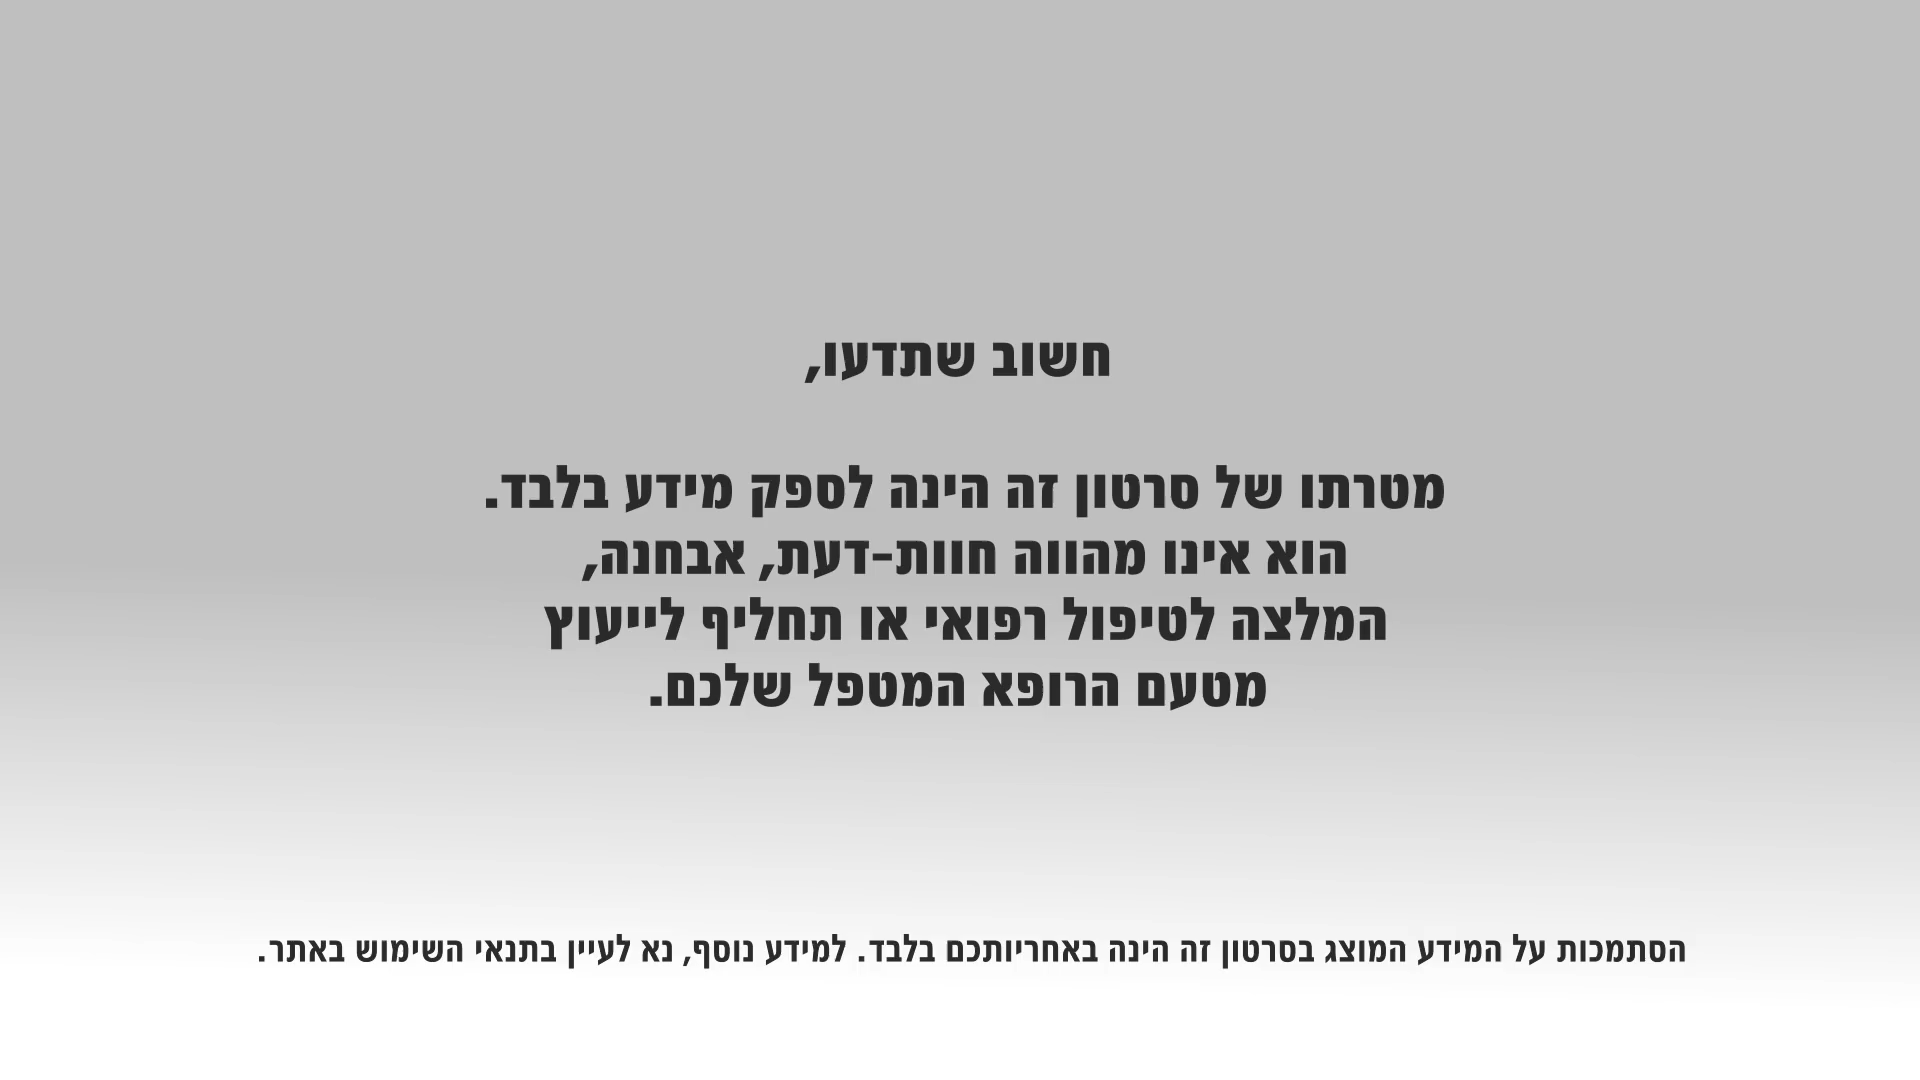 חשוב שתדעו,
מטרתו של סרטון זה הינה לספק מידע בלבד.
הוא אינו מהווה חוות-דעת, אבחנה,
המלצה לטיפול רפואי או תחליף לייעוץ
מטעם הרופא המטפל שלכם.
הסתמכות על המידע המוצג בסרטון זה הינה באחריותכם בלבד. למידע נוסף, נא לעיין בתנאי השימוש באתר.